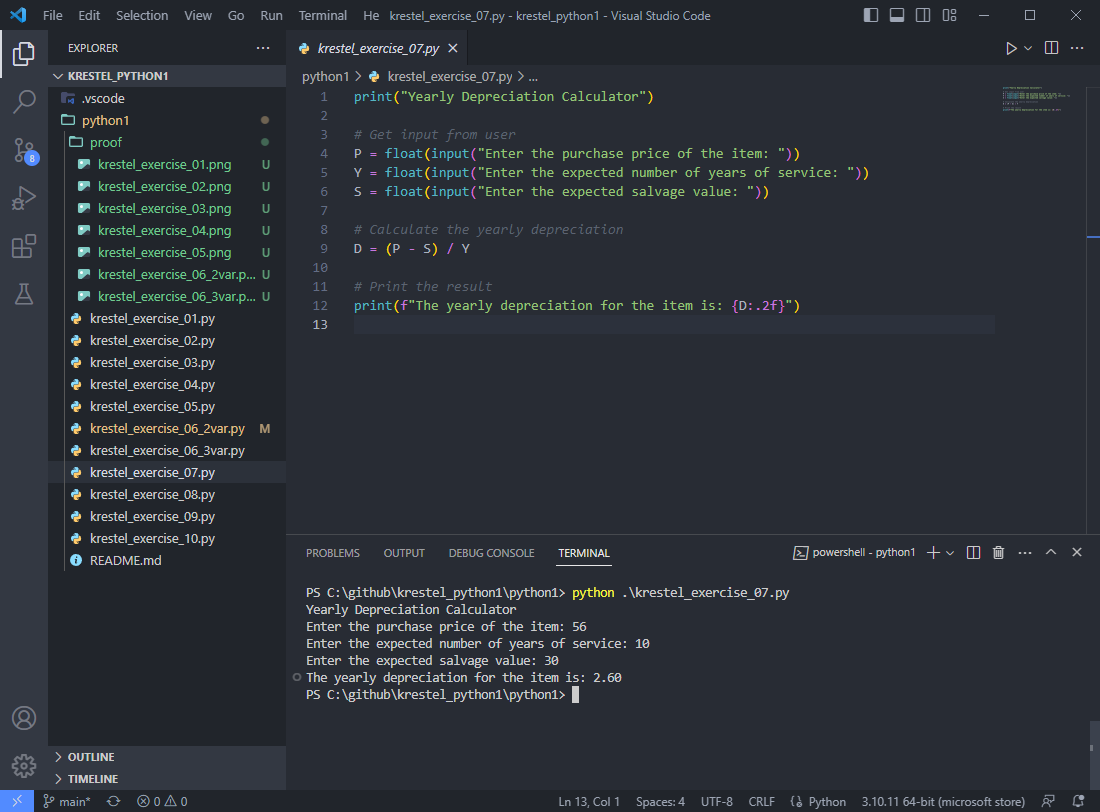 File Edit Selection View Go Run Terminal He krestel_exercise_07.py - krestel_python1 - Visual Studio Code
EXPLORER
KRESTEL_PYTHON1
.vscode
python1
proof
krestel_exercise_01.png U
krestel_exercise_02.png U
krestel_exercise_03.png U
krestel_exercise_04.png U
krestel_exercise_05.png U
krestel_exercise_06_2var.p... U
krestel_exercise_06_3var.p... U
krestel_exercise_01.py
krestel_exercise_02.py
krestel_exercise_03.py
krestel_exercise_04.py
krestel_exercise_05.py
krestel_exercise_06_2var.py M
krestel_exercise_06_3var.py
krestel_exercise_07.py
krestel_exercise_08.py
krestel_exercise_09.py
krestel_exercise_10.py
README.md
OUTLINE
TIMELINE
8
krestel_exercise_07.py
python1 > krestel_exercise_07.py > ...
1 print("Yearly Depreciation Calculator")
2
3 # Get input from user
4 P = float(input("Enter the purchase price of the item: "))
5 Y = float(input("Enter the expected number of years of service: "))
6 S = float(input("Enter the expected salvage value: "))
7
8 # Calculate the yearly depreciation
9 D = (P - S) / Y
10
11 # Print the result
12 print(f"The yearly depreciation for the item is: {D:.2f}")
13
PROBLEMS OUTPUT DEBUG CONSOLE TERMINAL powershell - python1
PS C:\github\krestel_python1\python1> python .\krestel_exercise_07.py
Yearly Depreciation Calculator
Enter the purchase price of the item: 56
Enter the expected number of years of service: 10
Enter the expected salvage value: 30
The yearly depreciation for the item is: 2.60
PS C:\github\krestel_python1\python1>
main* 0 0 Ln 13, Col 1 Spaces: 4 UTF-8 CRLF Python 3.10.11 64-bit (microsoft store)